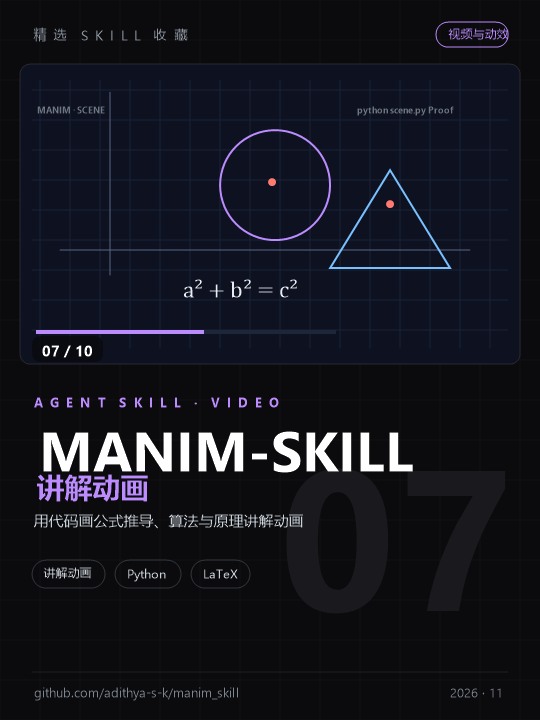 精选 SKILL 收藏
视频与动效
MANIM · SCENE
python scene.py Proof
a² + b² = c²
07 / 10
AGENT SKILL · VIDEO
MANIM-SKILL
讲解动画
07
用代码画公式推导、算法与原理讲解动画
讲解动画
Python
LaTeX
github.com/adithya-s-k/manim_skill
2026 · 11